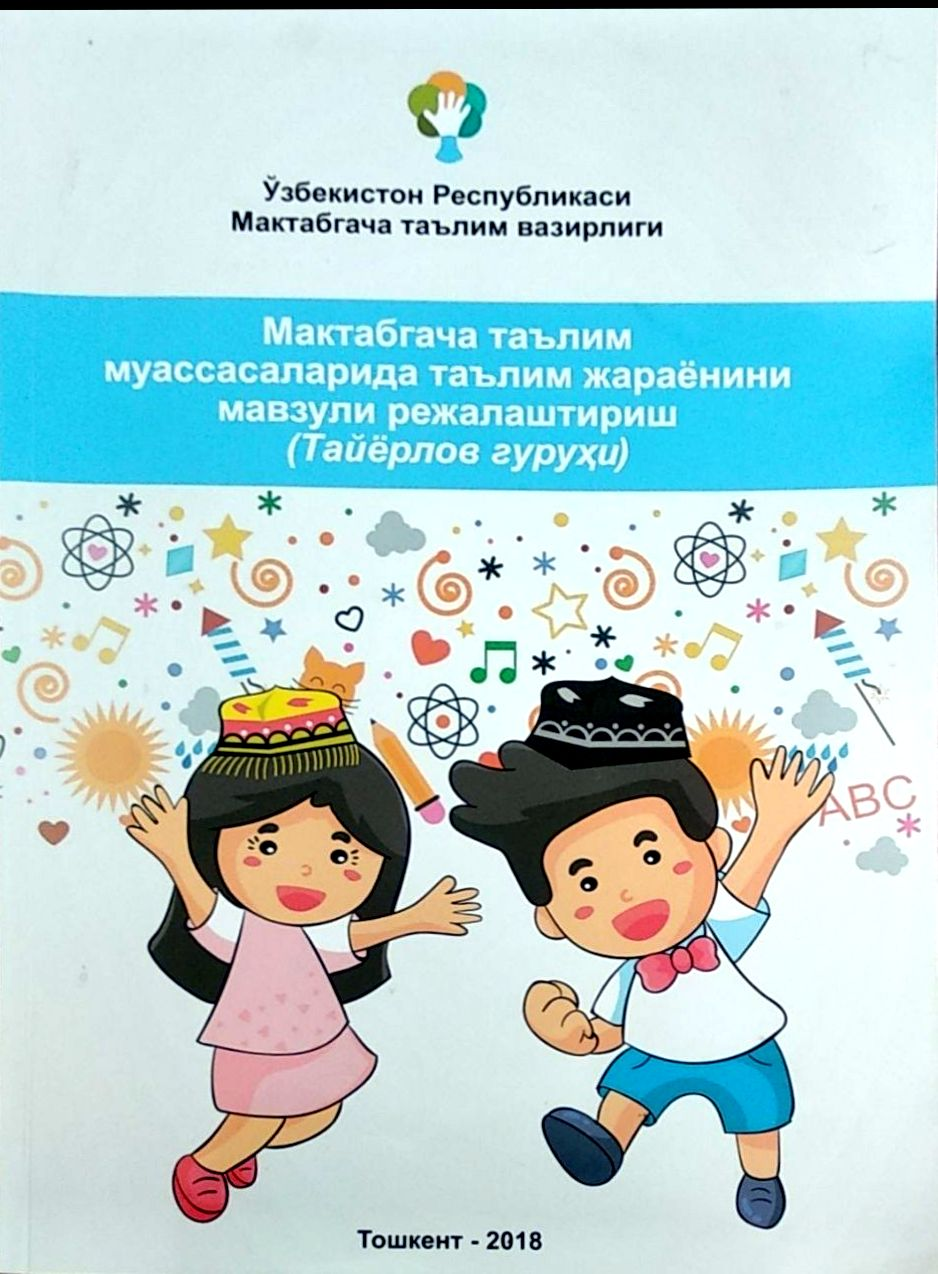 Ўзбекистон Республикаси
Мактабгача таълим вазирлиги
Мактабгача таълим
муассасаларида таълим жараёнини
мавзули режалаштириш
(Тайёрлов гуруҳи)
ABC
Тошкент - 2018